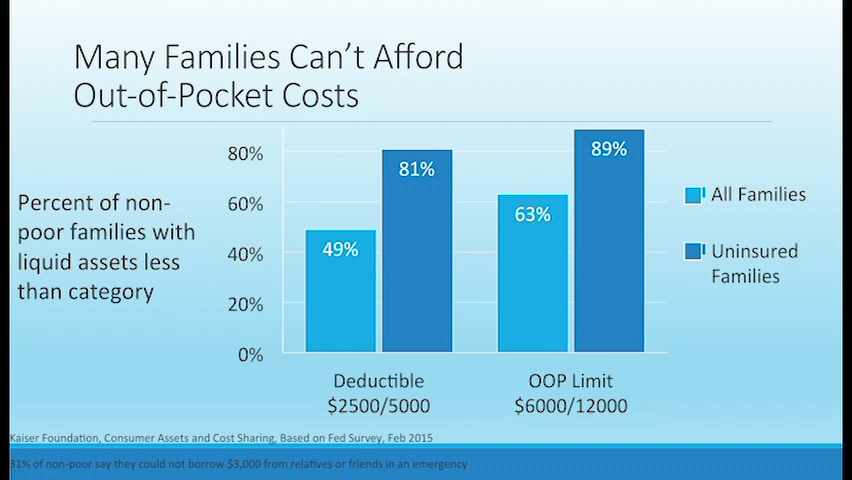 Many Families Can't Afford
Out-of-Pocket Costs
Percent of non-
poor families with
liquid assets less
than category
80%
60%
40%
20%
0%
49%
81%
63%
89%
Deductible
$2500/5000
OOP Limit
$6000/12000
All Families
Uninsured
Families
Kaiser Foundation, Consumer Assets and Cost Sharing, Based on Fed Survey, Feb 2015
31% of non-poor say they could not borrow $3,000 from relatives or friends in an emergency